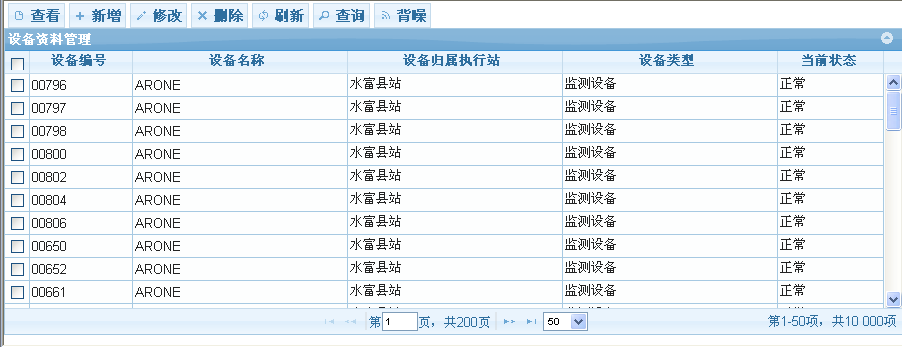 查看 新增 修改 删除 刷新 查询 背噪
设备资料管理
设备编号 设备名称 设备归属执行站 设备类型 当前状态
00796 ARONE 水富县站 监测设备 正常
00797 ARONE 水富县站 监测设备 正常
00798 ARONE 水富县站 监测设备 正常
00800 ARONE 水富县站 监测设备 正常
00802 ARONE 水富县站 监测设备 正常
00804 ARONE 水富县站 监测设备 正常
00806 ARONE 水富县站 监测设备 正常
00650 ARONE 水富县站 监测设备 正常
00652 ARONE 水富县站 监测设备 正常
00661 ARONE 水富县站 监测设备 正常
第1页，共200页 50 第1-50项，共10 000项